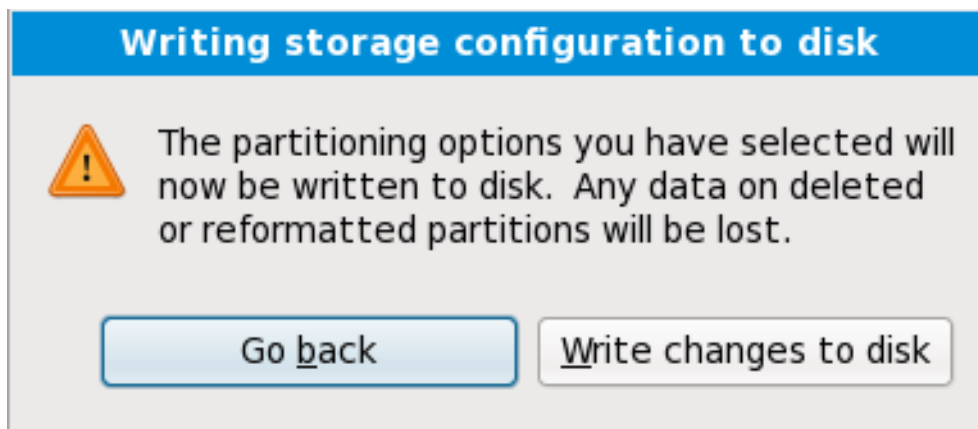 Writing storage configuration to disk
The partitioning options you have selected will
now be written to disk.  Any data on deleted
or reformatted partitions will be lost.
Go back
Write changes to disk